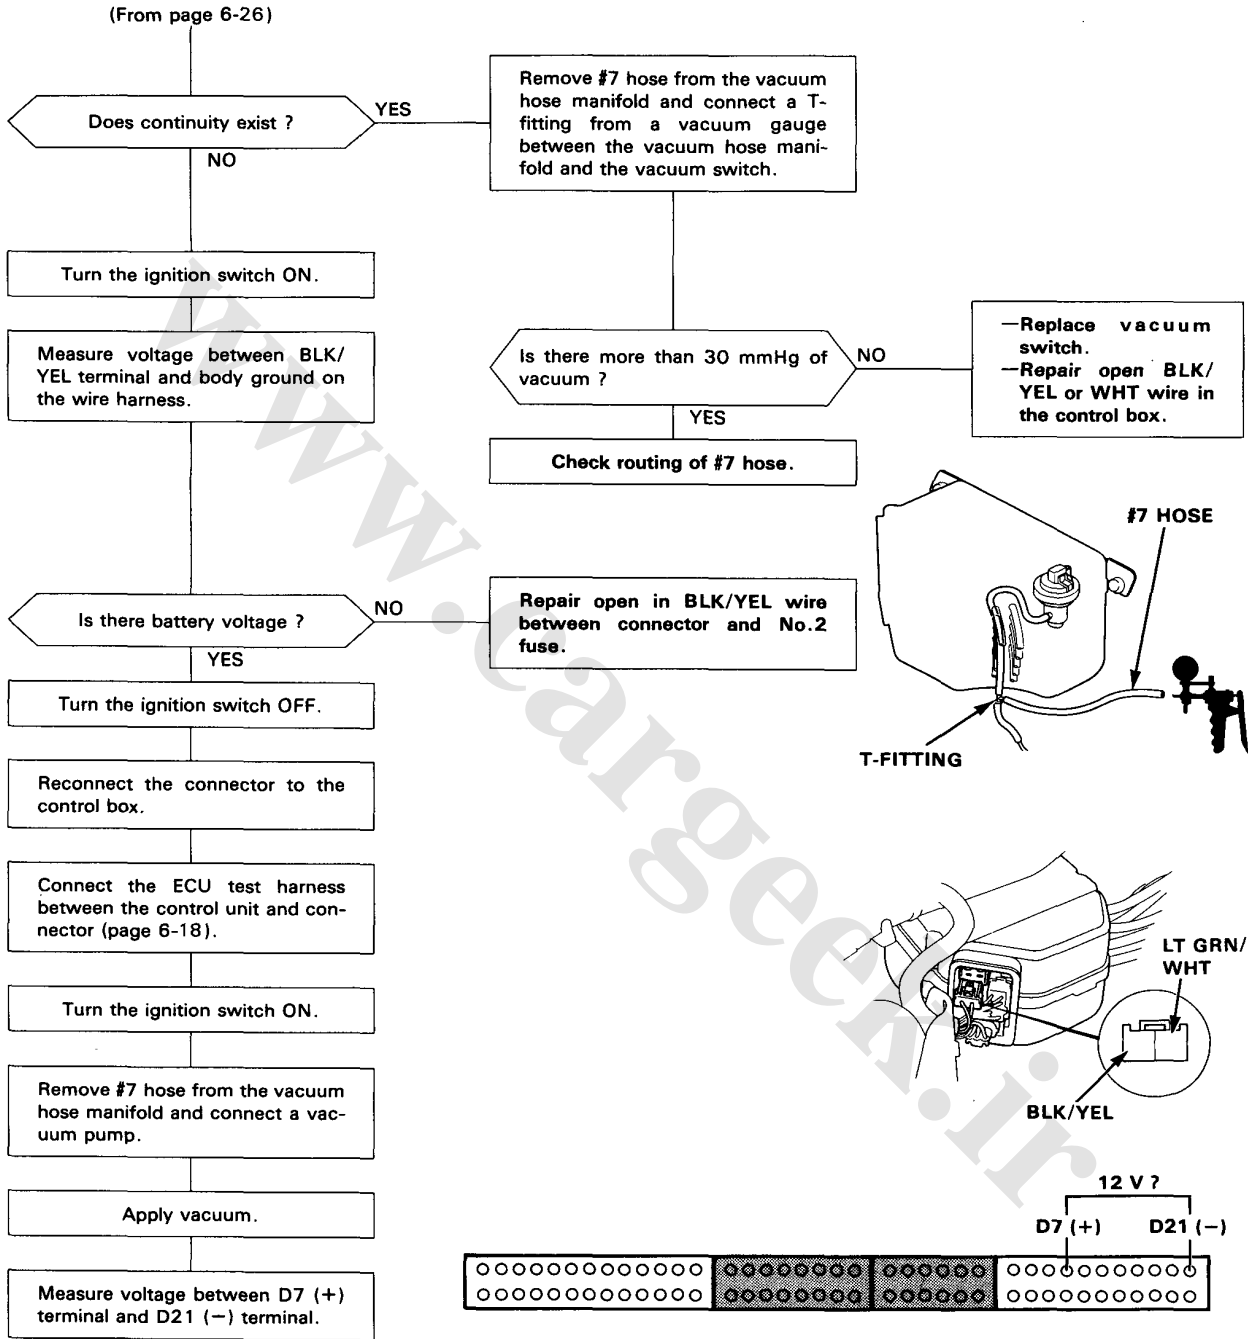 (From page 6-26)
Does continuity exist ?
YES
NO
Remove #7 hose from the vacuum
hose manifold and connect a T-
fitting from a vacuum gauge
between the vacuum hose mani-
fold and the vacuum switch.
Turn the ignition switch ON.
Measure voltage between BLK/
YEL terminal and body ground on
the wire harness.
Is there more than 30 mmHg of
vacuum ?
NO
YES
—Replace vacuum
switch.
—Repair open BLK/
YEL or WHT wire in
the control box.
Check routing of #7 hose.
#7 HOSE
T-FITTING
Is there battery voltage ?
NO
YES
Repair open in BLK/YEL wire
between connector and No.2
fuse.
Turn the ignition switch OFF.
Reconnect the connector to the
control box.
Connect the ECU test harness
between the control unit and con-
nector (page 6-18).
Turn the ignition switch ON.
Remove #7 hose from the vacuum
hose manifold and connect a vac-
uum pump.
Apply vacuum.
Measure voltage between D7 (+)
terminal and D21 (−) terminal.
LT GRN/
WHT
BLK/YEL
12 V ?
D7 (+)
D21 (−)
www.cargeek.ir